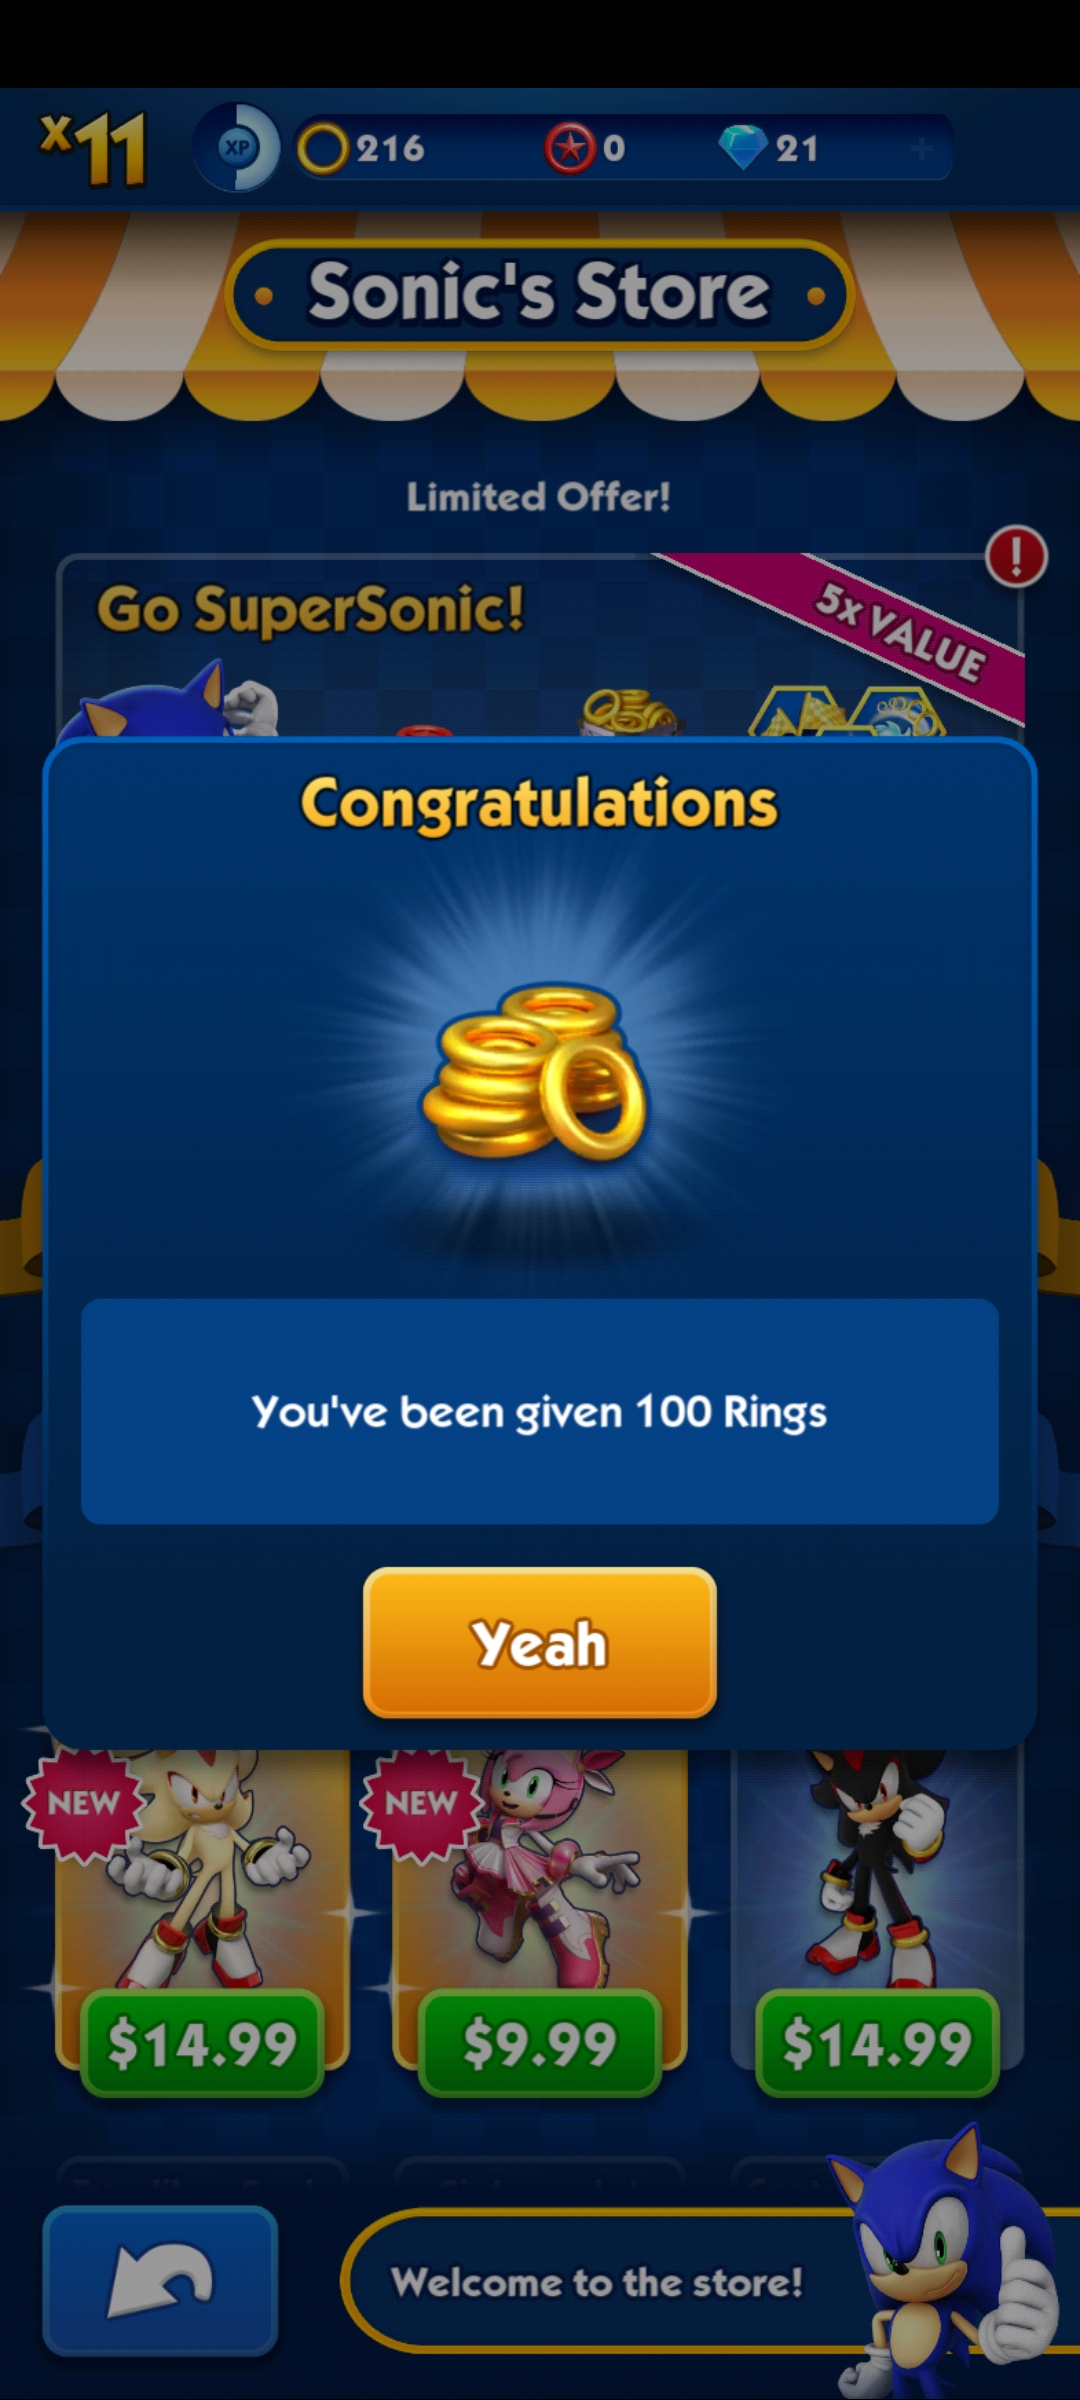 x11
XP
216
0
21
Sonic's Store
Limited Offer!
Go SuperSonic!
5x VALUE
Congratulations
You've been given 100 Rings
Yeah
NEW
NEW
$14.99
$9.99
$14.99
Welcome to the store!